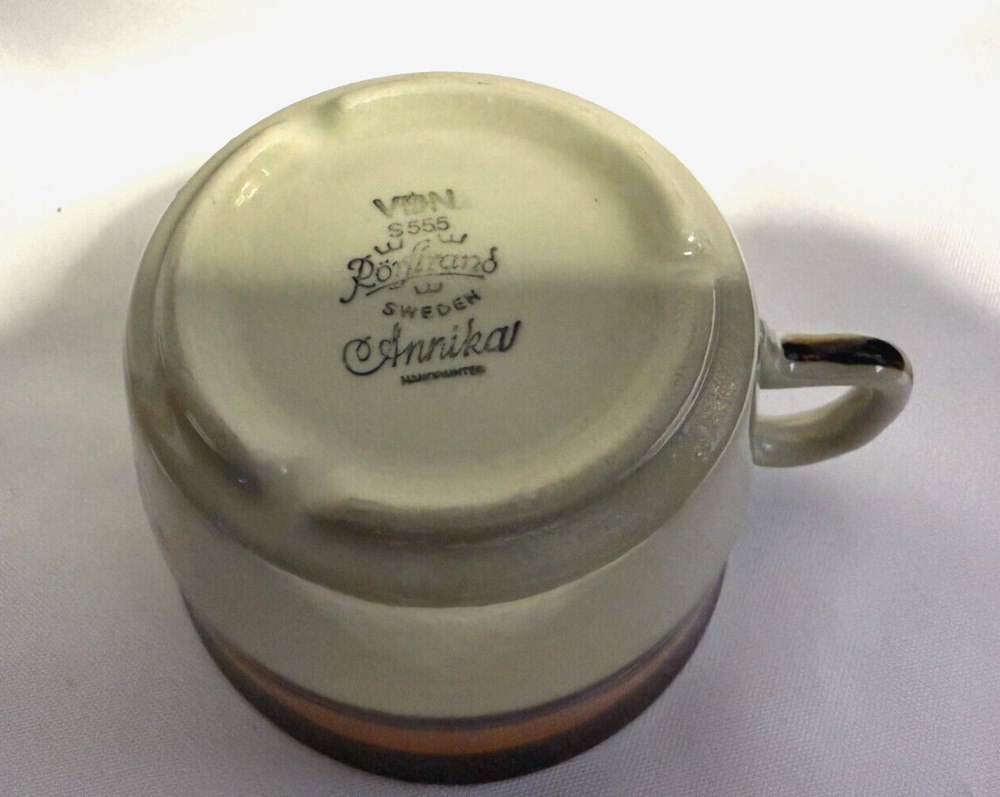 VDN
S 555
Rörstrand
SWEDEN
Annika
HANDPAINTED